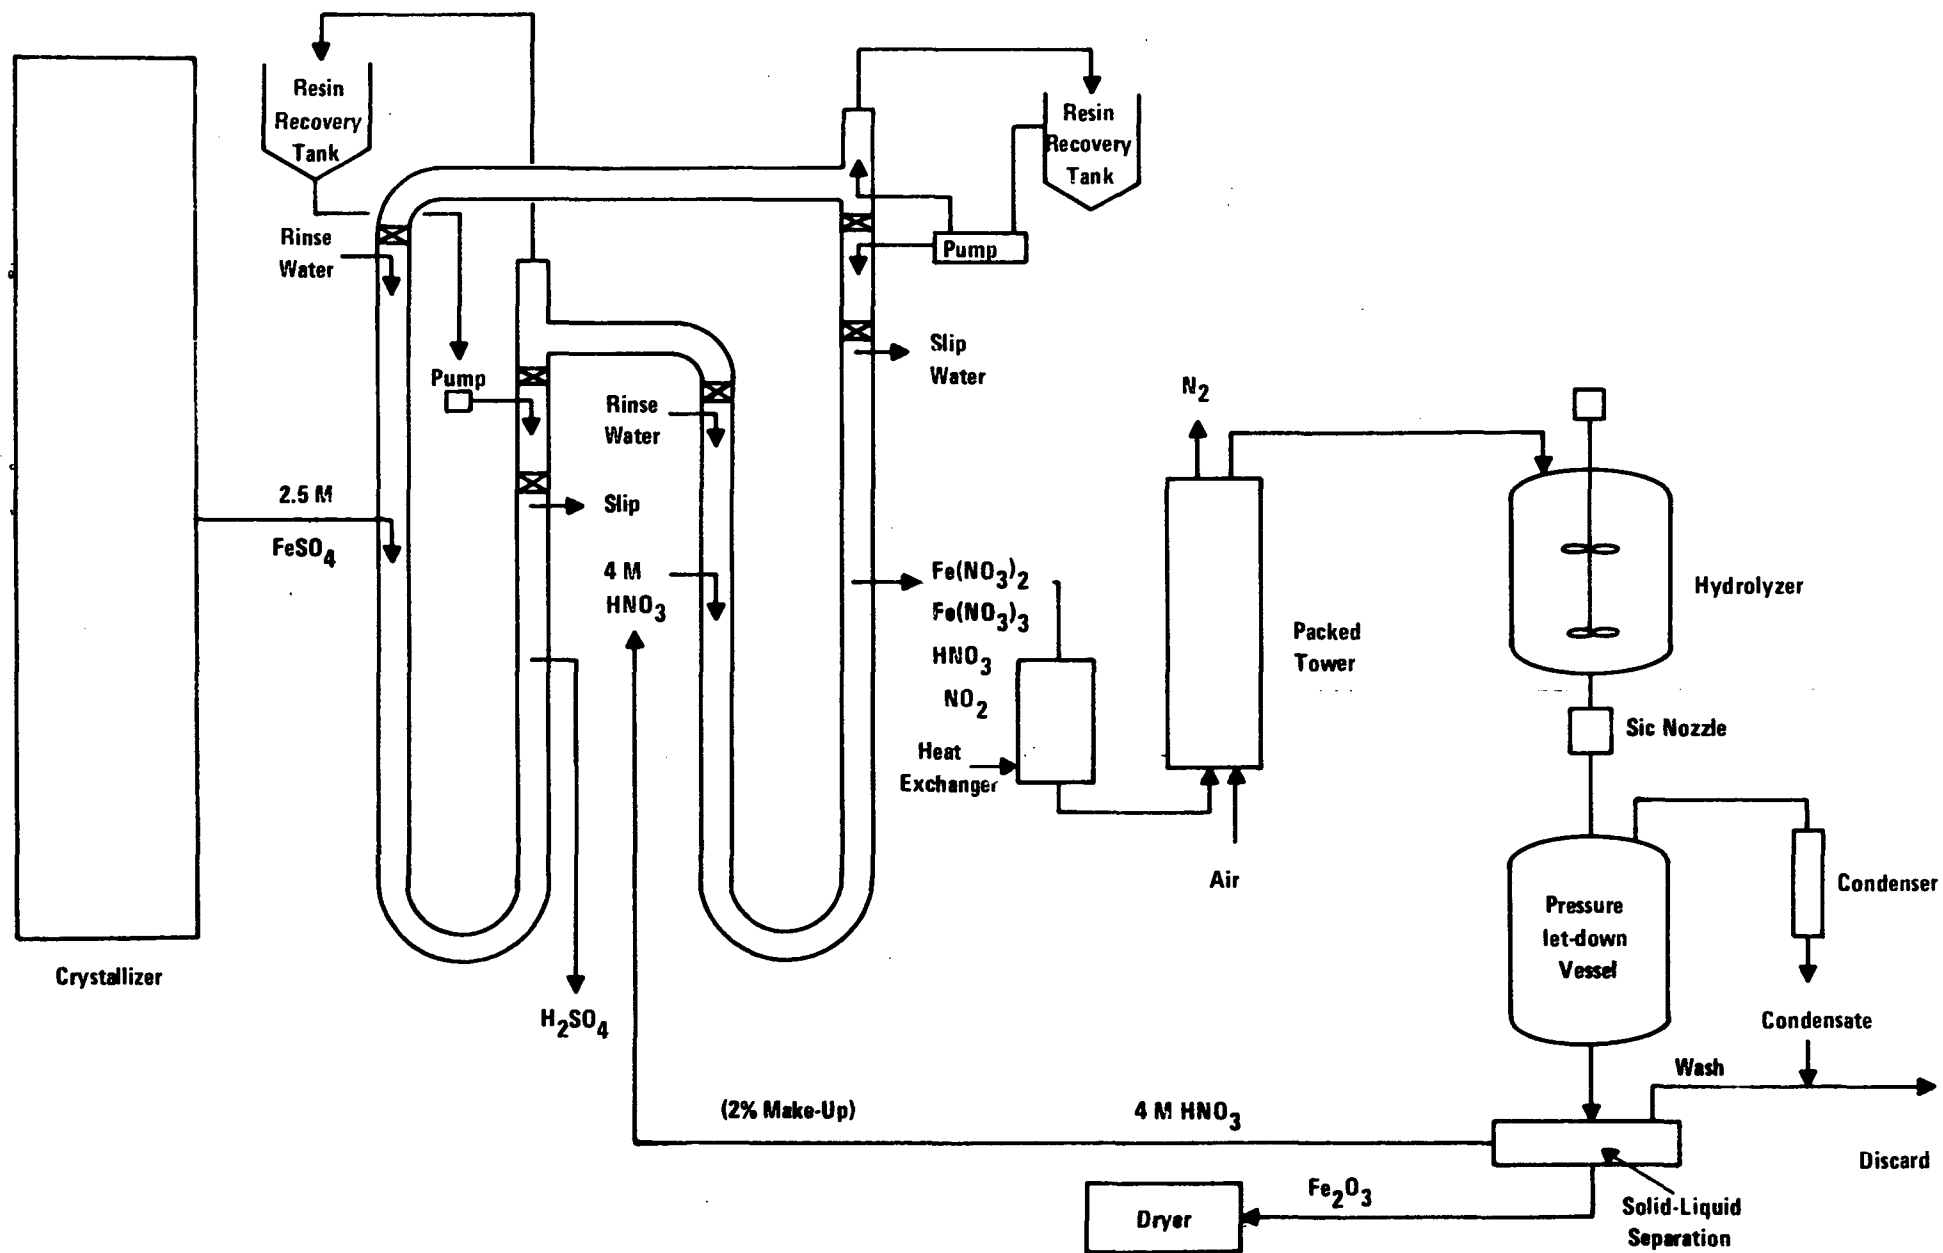 Resin
Recovery
Tank
Resin
Recovery
Tank
Rinse
Water
Pump
Pump
Slip
Water
Rinse
Water
N2
2.5 M
FeSO4
Slip
4 M
HNO3
Fe(NO3)2
Fe(NO3)3
HNO3
NO2
Heat
Exchanger
Packed
Tower
Hydrolyzer
Sic Nozzle
Air
Condenser
Pressure
let-down
Vessel
Crystallizer
H2SO4
Condensate
Wash
(2% Make-Up)
4 M HNO3
Discard
Fe2O3
Dryer
Solid-Liquid
Separation